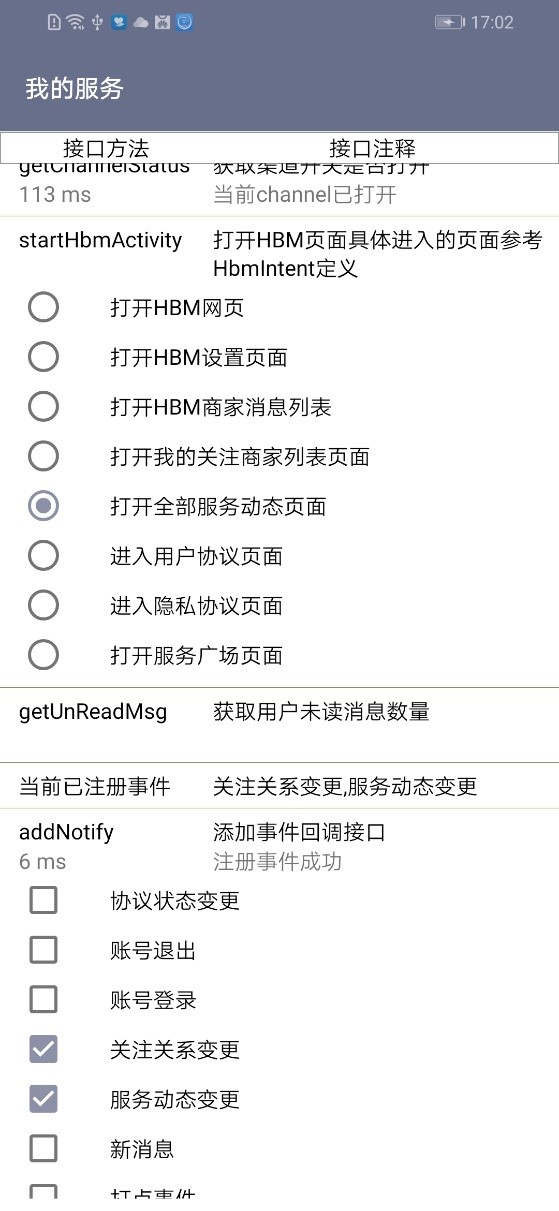 17:02
我的服务
接口方法 接口注释
getChannelStatus 获取渠道开关是否打开
113 ms 当前channel已打开
startHbmActivity 打开HBM页面具体进入的页面参考
HbmIntent定义
打开HBM网页
打开HBM设置页面
打开HBM商家消息列表
打开我的关注商家列表页面
打开全部服务动态页面
进入用户协议页面
进入隐私协议页面
打开服务广场页面
getUnReadMsg 获取用户未读消息数量
当前已注册事件 关注关系变更,服务动态变更
addNotify 添加事件回调接口
6 ms 注册事件成功
协议状态变更
账号退出
账号登录
关注关系变更
服务动态变更
新消息
打点事件